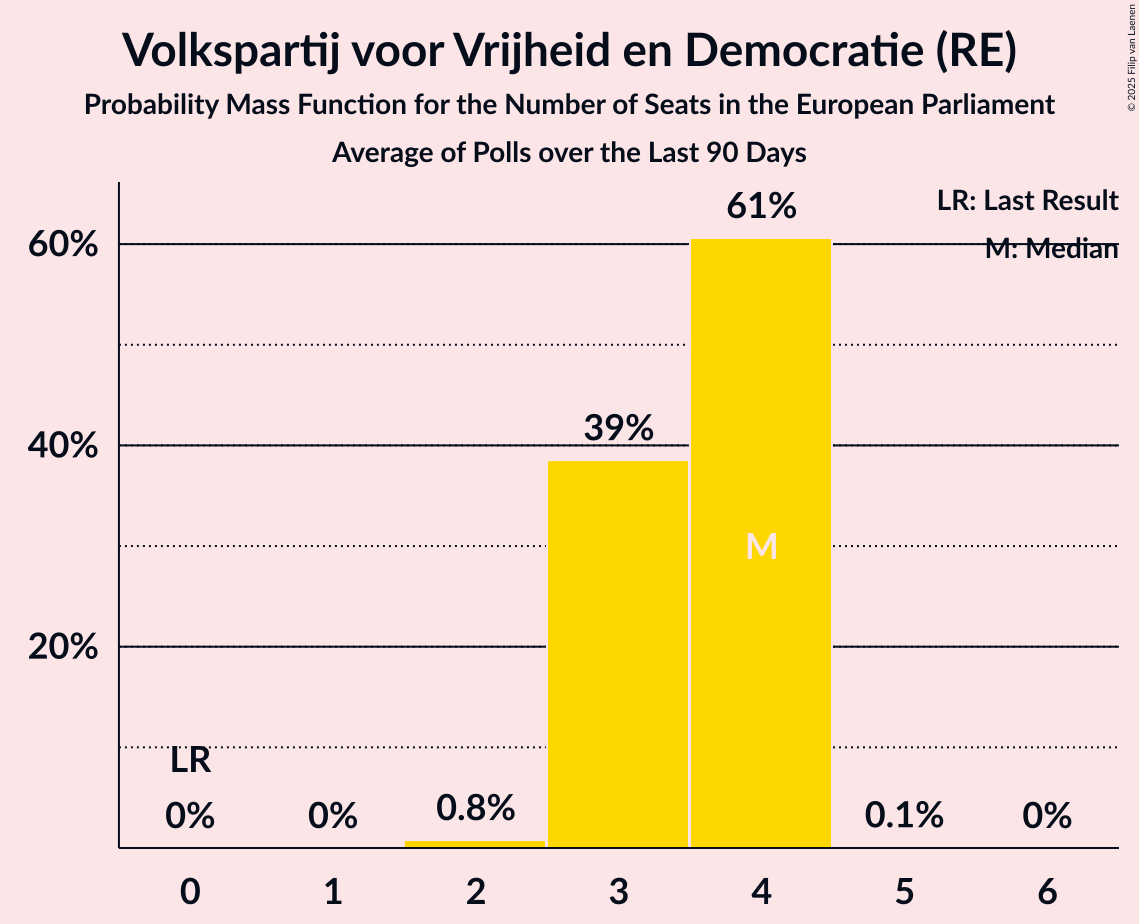 Volkspartij voor Vrijheid en Democratie (RE)
Probability Mass Function for the Number of Seats in the European Parliament
Average of Polls over the Last 90 Days
© 2025 Filip van Laenen
LR: Last Result
M: Median
60%
40%
20%
61%
39%
M
LR
0%
0%
0.8%
0.1%
0%
0
1
2
3
4
5
6